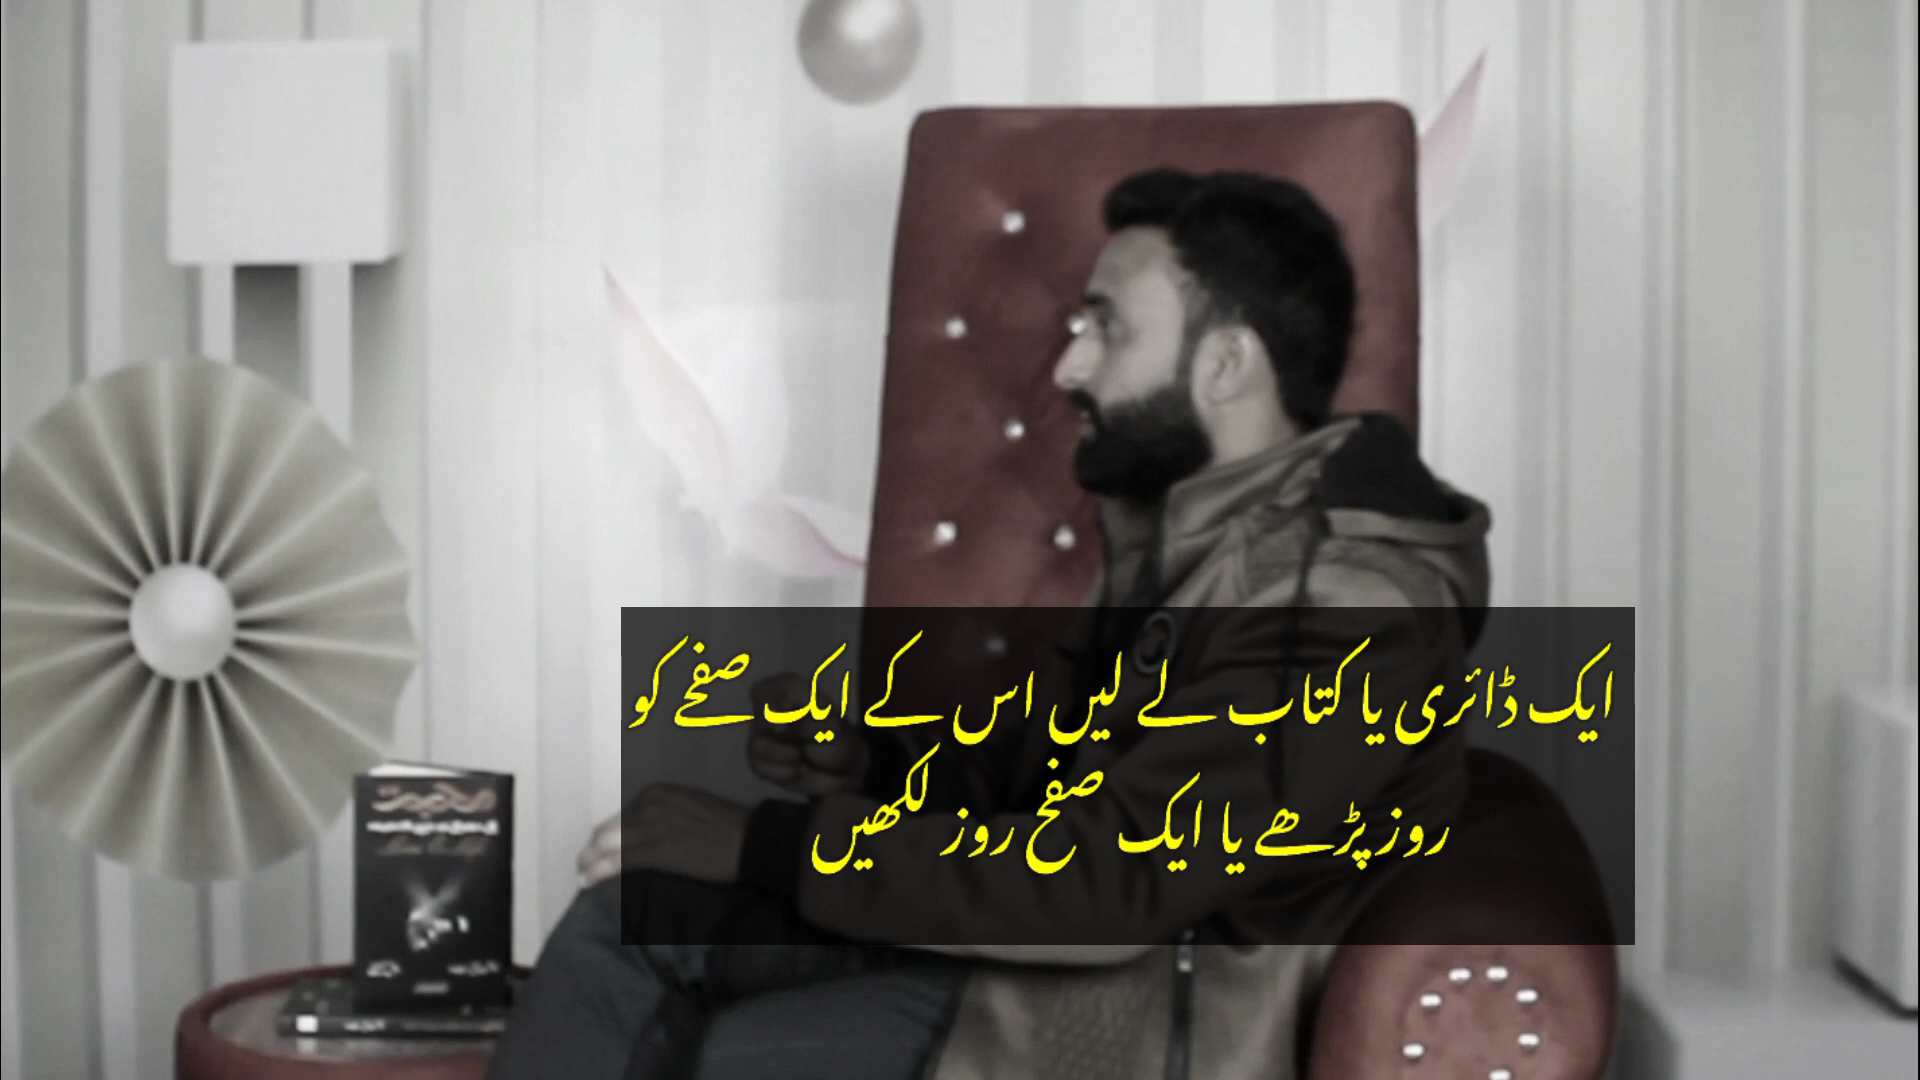 ایک ڈائری یا کتاب لے لیں اس کے ایک صفحے کو
روز پڑھے یا ایک صفح روز لکھیں